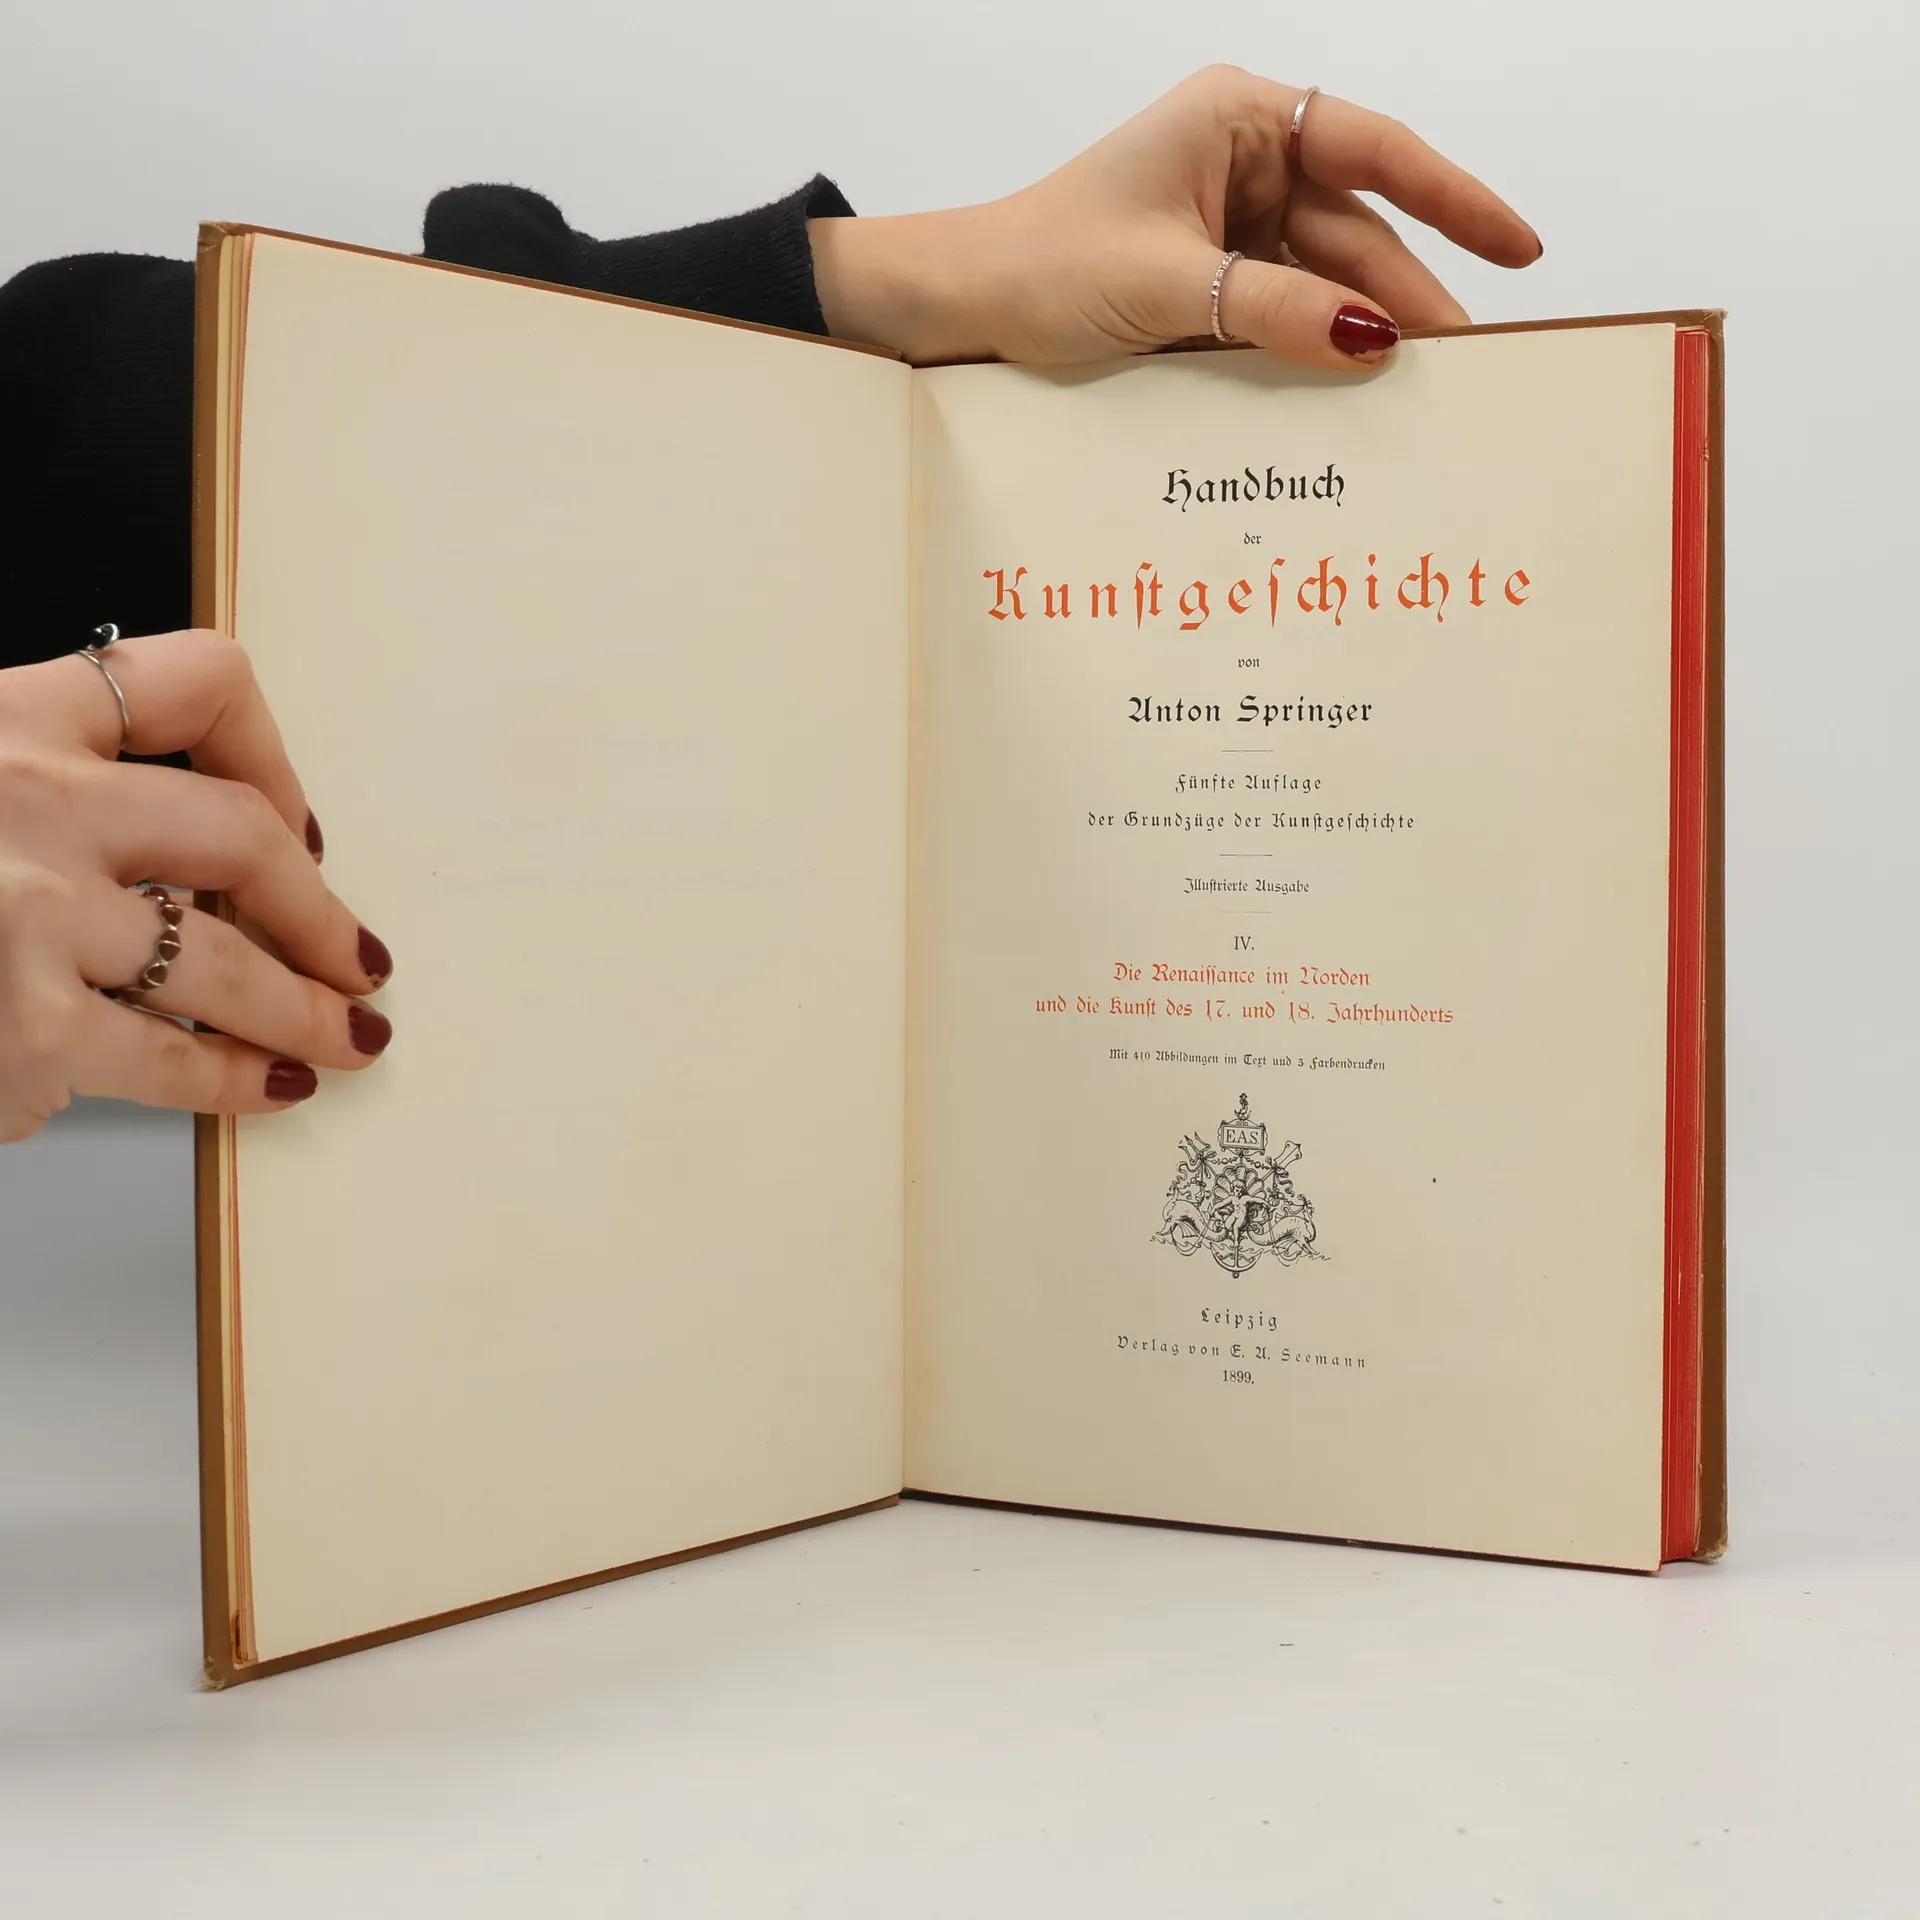 Handbuch
der
Kunſtgeſchichte
von
Anton Springer
Fünfte Auflage
der Grundzüge der Kunſtgeſchichte
Illuſtrierte Ausgabe
IV.
Die Renaiſſance im Norden
und die Kunſt des 17. und 18. Jahrhunderts
Mit 410 Abbildungen im Text und 3 Farbendrucken
E.A.S.
Leipzig
Verlag von E. A. Seemann
1899.